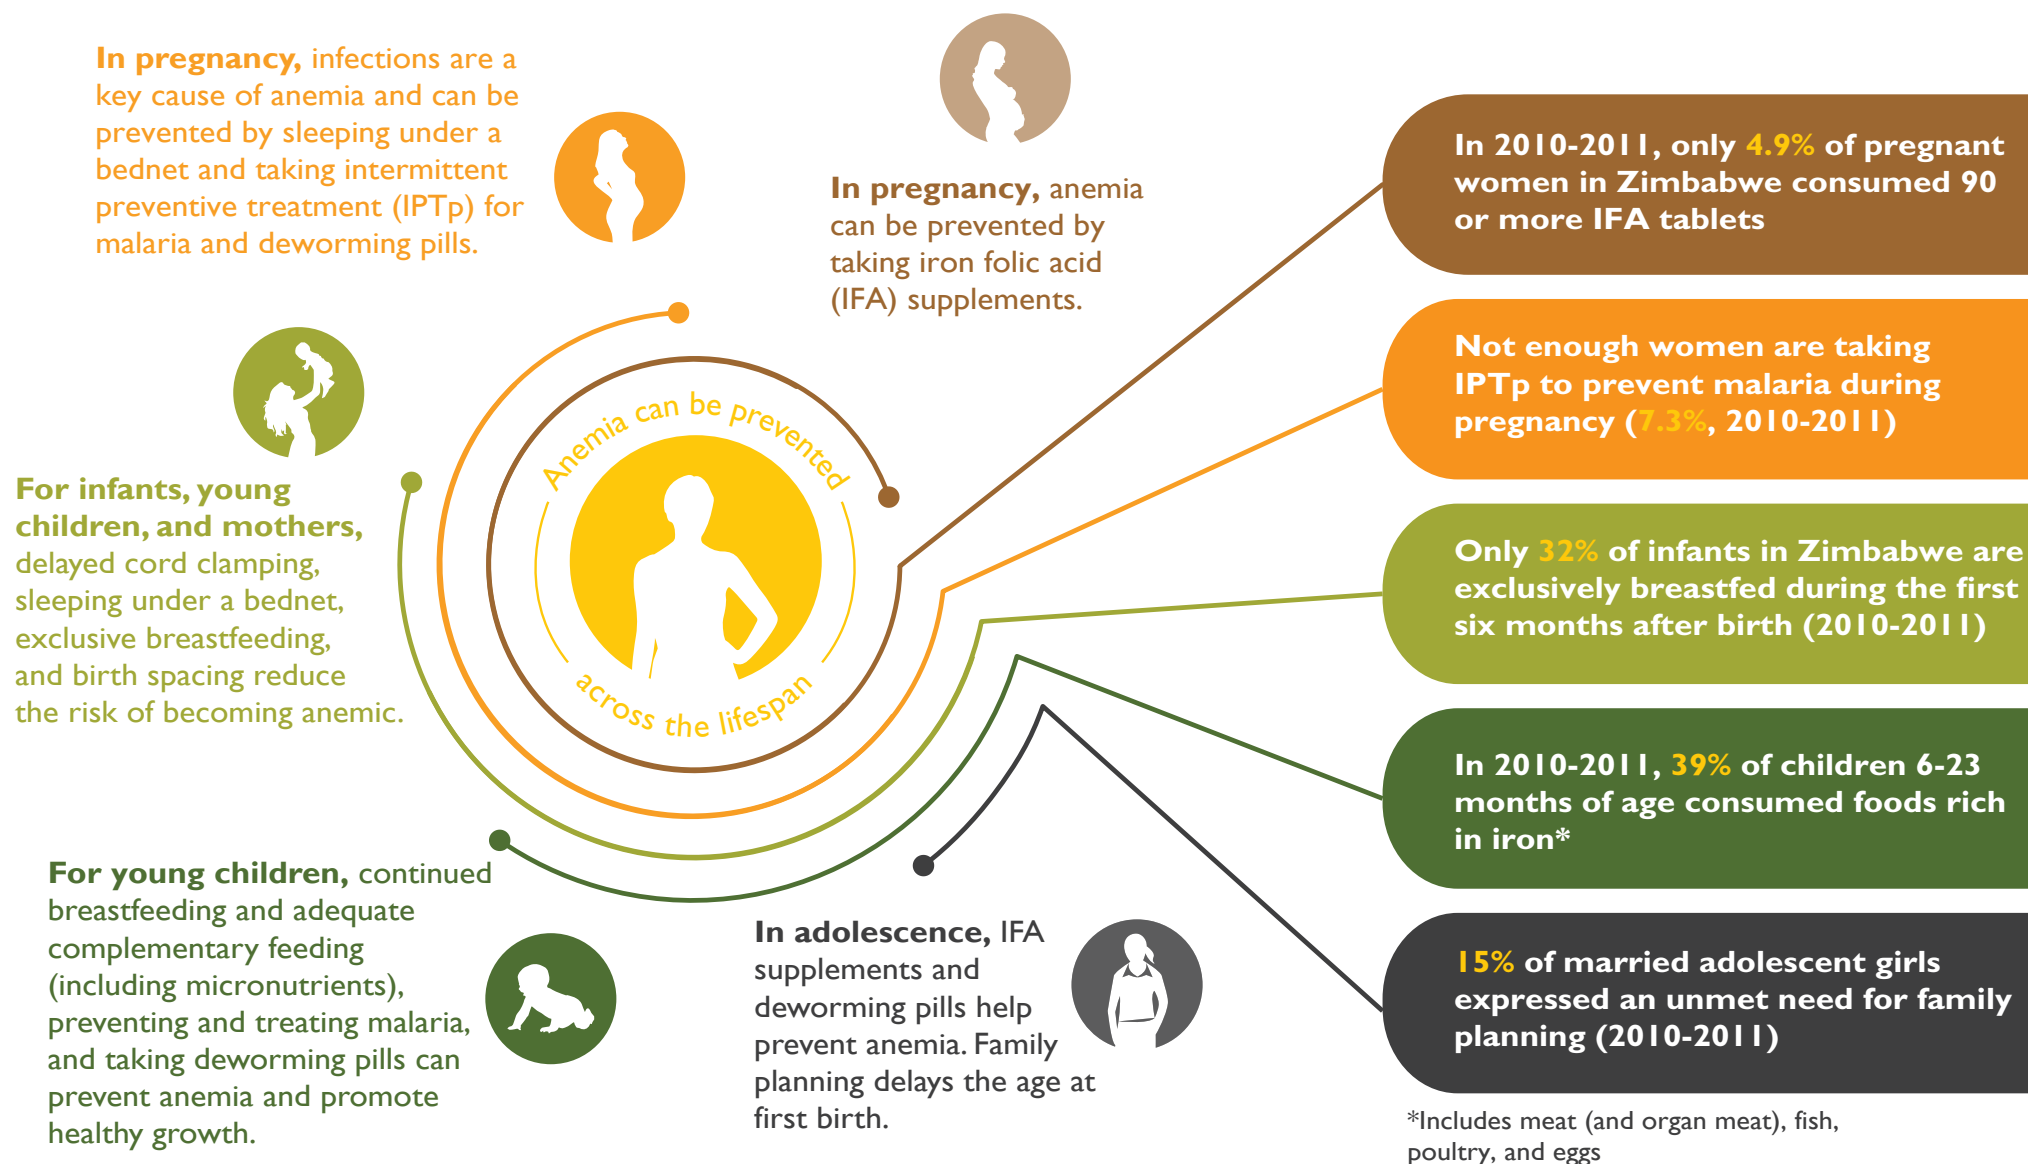 In pregnancy, infections are a
key cause of anemia and can be
prevented by sleeping under a
bednet and taking intermittent
preventive treatment (IPTp) for
malaria and deworming pills.
In pregnancy, anemia
can be prevented by
taking iron folic acid
(IFA) supplements.
For infants, young
children, and mothers,
delayed cord clamping,
sleeping under a bednet,
exclusive breastfeeding,
and birth spacing reduce
the risk of becoming anemic.
Anemia can be prevented
across the lifespan
For young children, continued
breastfeeding and adequate
complementary feeding
(including micronutrients),
preventing and treating malaria,
and taking deworming pills can
prevent anemia and promote
healthy growth.
In adolescence, IFA
supplements and
deworming pills help
prevent anemia. Family
planning delays the age at
first birth.
In 2010-2011, only 4.9% of pregnant
women in Zimbabwe consumed 90
or more IFA tablets
Not enough women are taking
IPTp to prevent malaria during
pregnancy (7.3%, 2010-2011)
Only 32% of infants in Zimbabwe are
exclusively breastfed during the first
six months after birth (2010-2011)
In 2010-2011, 39% of children 6-23
months of age consumed foods rich
in iron*
15% of married adolescent girls
expressed an unmet need for family
planning (2010-2011)
*Includes meat (and organ meat), fish,
poultry, and eggs